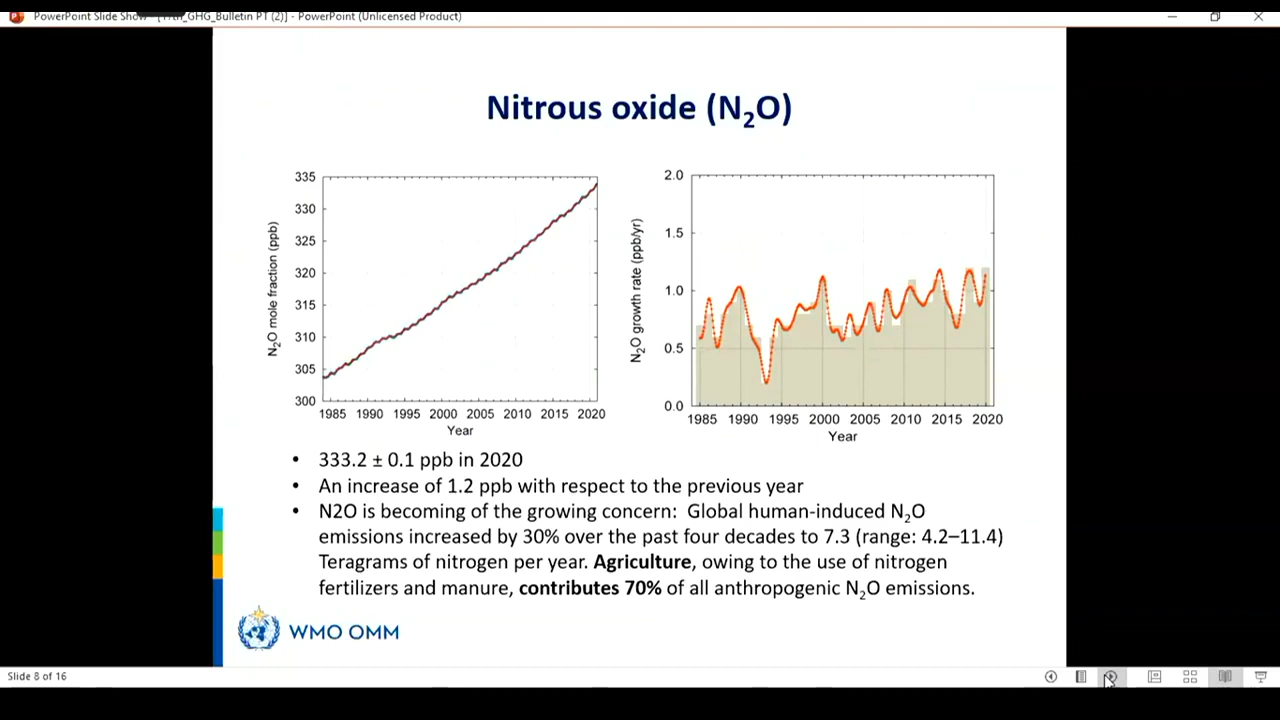 PowerPoint Slide Show - [17th_GHG_Bulletin PT (2)] - PowerPoint (Unlicensed Product)
Nitrous oxide (N₂O)
335
330
325
320
315
310
305
300
N₂O mole fraction (ppb)
1985 1990 1995 2000 2005 2010 2015 2020
Year
2.0
1.5
1.0
0.5
0.0
N₂O growth rate (ppb/yr)
1985 1990 1995 2000 2005 2010 2015 2020
Year
• 333.2 ± 0.1 ppb in 2020
• An increase of 1.2 ppb with respect to the previous year
• N2O is becoming of the growing concern: Global human-induced N₂O
emissions increased by 30% over the past four decades to 7.3 (range: 4.2–11.4)
Teragrams of nitrogen per year. Agriculture, owing to the use of nitrogen
fertilizers and manure, contributes 70% of all anthropogenic N₂O emissions.
WMO OMM
Slide 8 of 16